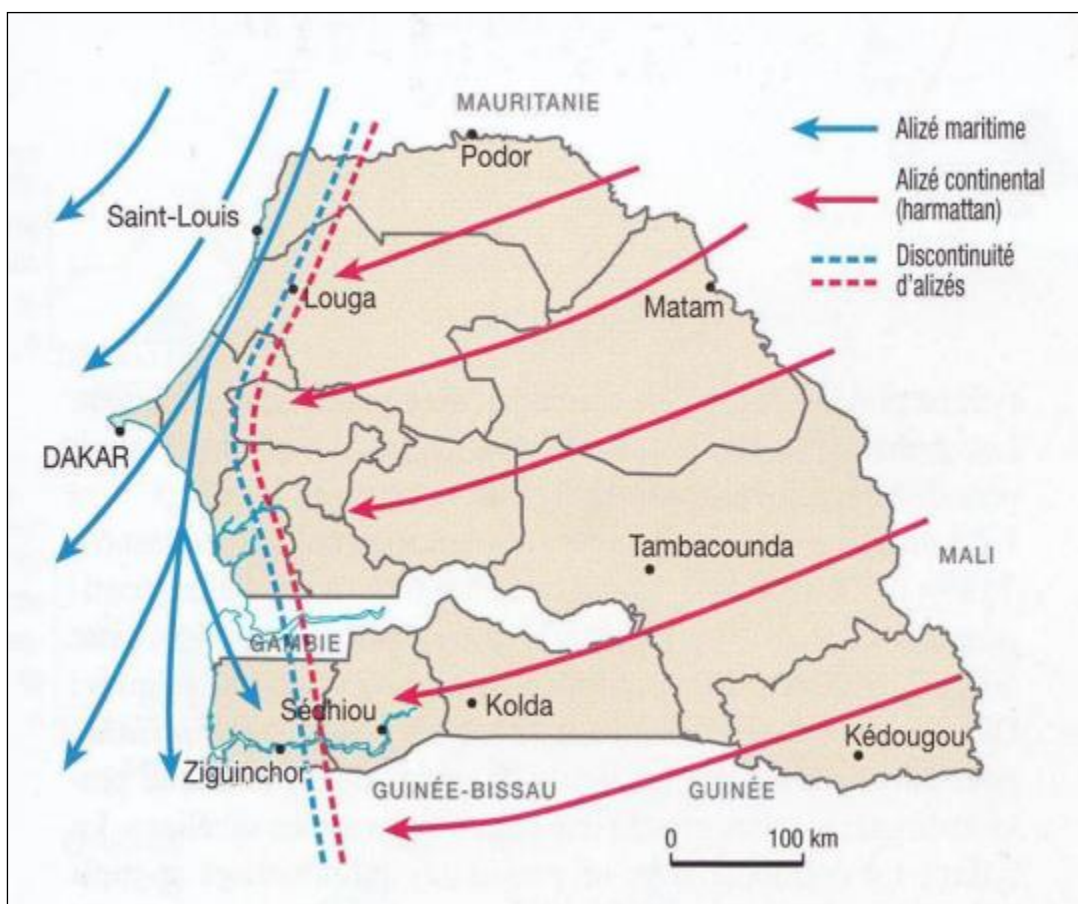 MAURITANIE
Podor
Saint-Louis
Louga
Matam
DAKAR
Tambacounda
MALI
GAMBIE
Sédhiou
Kolda
Ziguinchor
Kédougou
GUINÉE-BISSAU
GUINÉE
0 100 km
Alizé maritime
Alizé continental
(harmattan)
Discontinuité
d'alizés